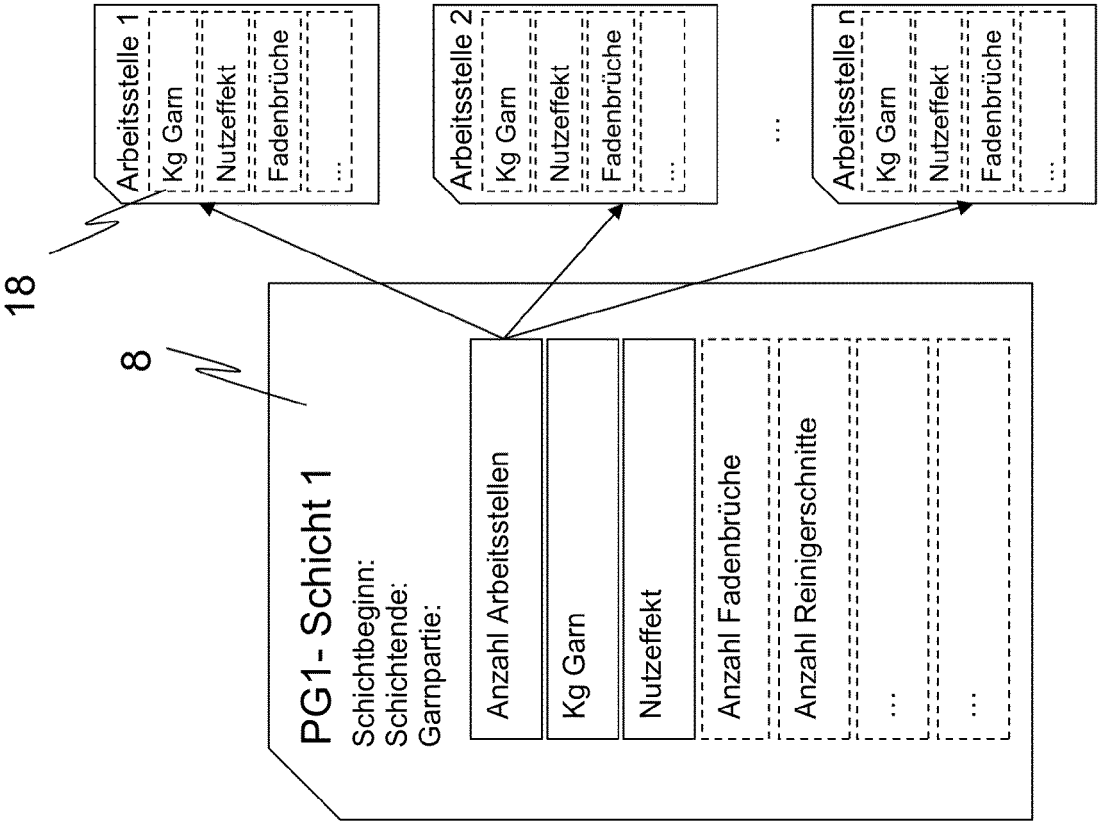 PG1- Schicht 1
Schichtbeginn:
Schichtende:
Garnpartie:
Anzahl Arbeitsstellen
Kg Garn
Nutzeffekt
Anzahl Fadenbrüche
Anzahl Reinigerschnitte
...
...
8
18
Arbeitsstelle 1
Kg Garn
Nutzeffekt
Fadenbrüche
...
Arbeitsstelle 2
Kg Garn
Nutzeffekt
Fadenbrüche
...
...
Arbeitsstelle n
Kg Garn
Nutzeffekt
Fadenbrüche
...